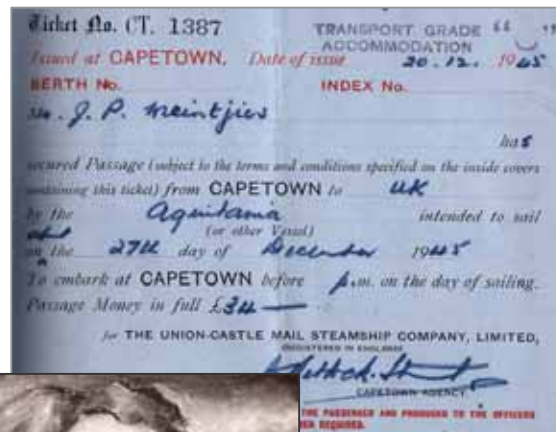 Ticket No. CT. 1387
TRANSPORT GRADE
ACCOMMODATION
Issued at CAPETOWN. Date of issue 20.12. 1945
BERTH No. INDEX No.
Mr. J. P. Meintjies
has
secured Passage (subject to the terms and conditions specified on the inside covers
containing this ticket) from CAPETOWN to UK
by the Aquitania intended to sail
(or other Vessel)
on the 27th day of December 1945
To embark at CAPETOWN before p.m. on the day of sailing.
Passage Money in full £34
for THE UNION-CASTLE MAIL STEAMSHIP COMPANY, LIMITED,
(REGISTERED IN ENGLAND)
CAPETOWN AGENCY.
THE PASSENGER AND PRODUCED TO THE OFFICERS
EN REQUIRED.